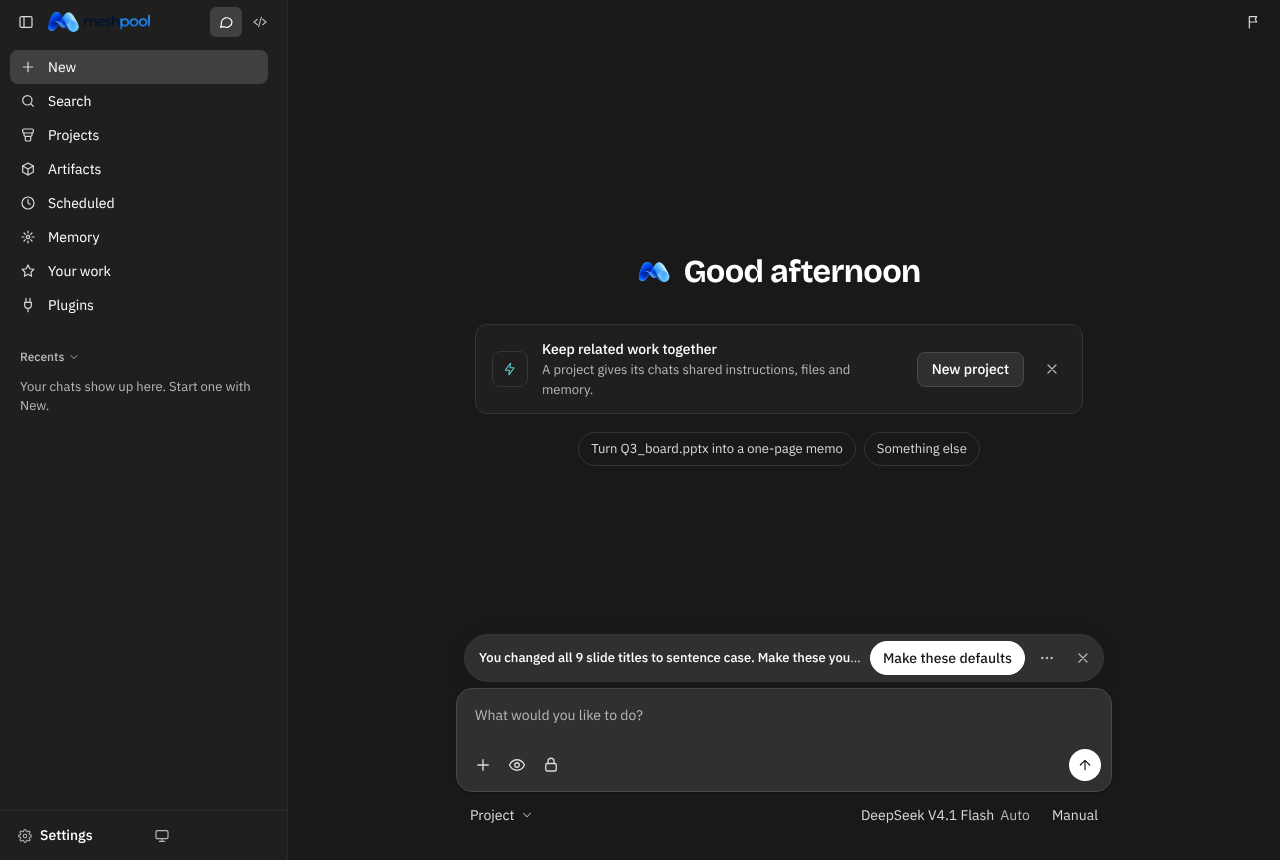 meshpool
New
Search
Projects
Artifacts
Scheduled
Memory
Your work
Plugins
Recents
Your chats show up here. Start one with
New.
Settings
Good afternoon
Keep related work together
A project gives its chats shared instructions, files and
memory.
New project
Turn Q3_board.pptx into a one-page memo
Something else
You changed all 9 slide titles to sentence case. Make these you...
Make these defaults
What would you like to do?
Project
DeepSeek V4.1 Flash Auto
Manual